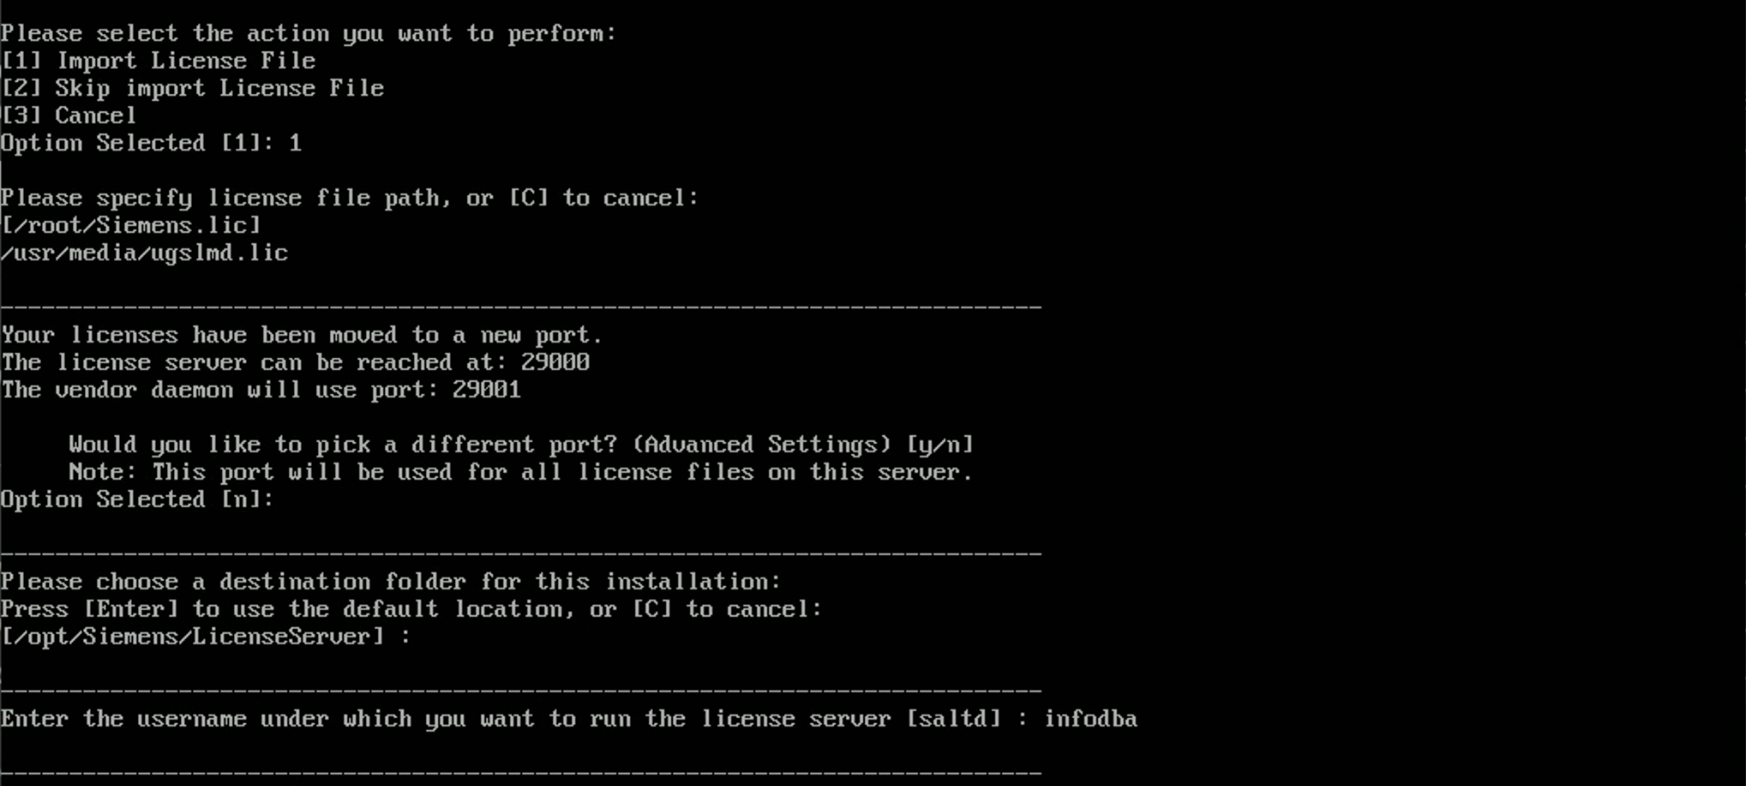 Please select the action you want to perform:
[1] Import License File
[2] Skip import License File
[3] Cancel
Option Selected [1]: 1
Please specify license file path, or [C] to cancel:
[/root/Siemens.lic]
/usr/media/ugslmd.lic
Your licenses have been moved to a new port.
The license server can be reached at: 29000
The vendor daemon will use port: 29001
Would you like to pick a different port? (Advanced Settings) [y/n]
Note: This port will be used for all license files on this server.
Option Selected [n]:
Please choose a destination folder for this installation:
Press [Enter] to use the default location, or [C] to cancel:
[/opt/Siemens/LicenseServer] :
Enter the username under which you want to run the license server [saltd] : infodba